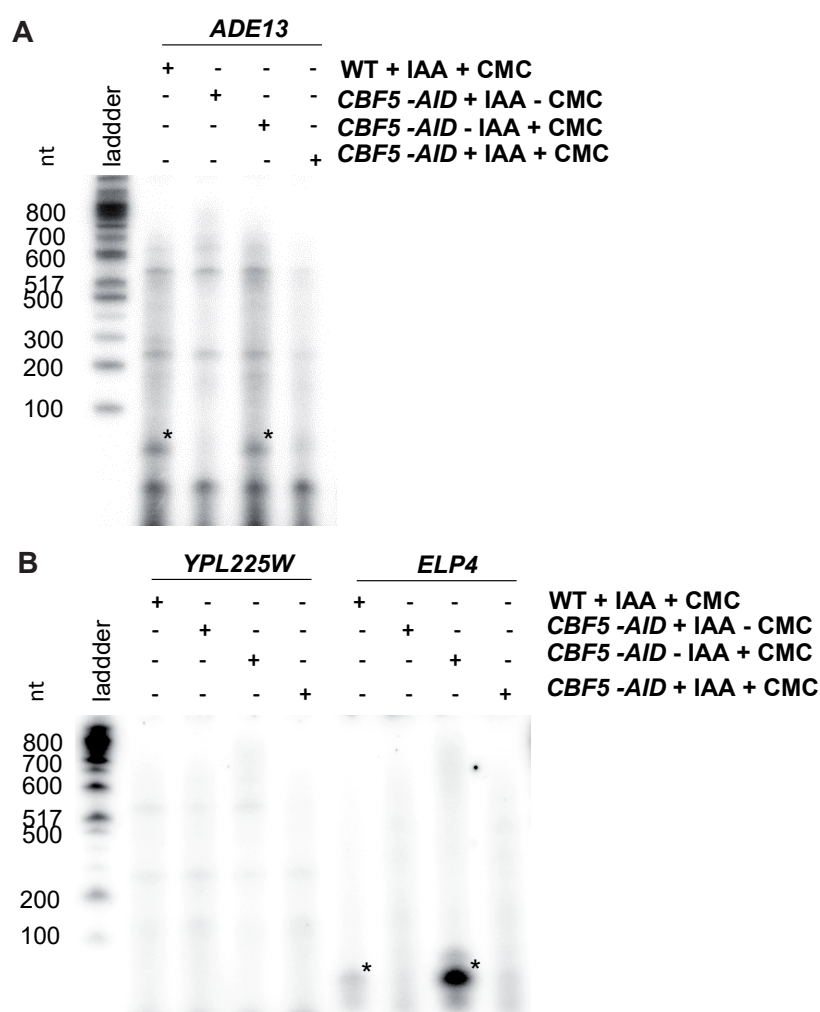 A
ADE13
+ - - - WT + IAA + CMC
- + - - CBF5 -AID + IAA - CMC
- - + - CBF5 -AID - IAA + CMC
- - - + CBF5 -AID + IAA + CMC
nt
laddder
800
700
600
517
500
300
200
100
*
*
B
YPL225W ELP4
+ - - - + - - - WT + IAA + CMC
- + - - - + - - CBF5 -AID + IAA - CMC
- - + - - - + - CBF5 -AID - IAA + CMC
- - - + - - - + CBF5 -AID + IAA + CMC
nt
laddder
800
700
600
517
500
200
100
*
*